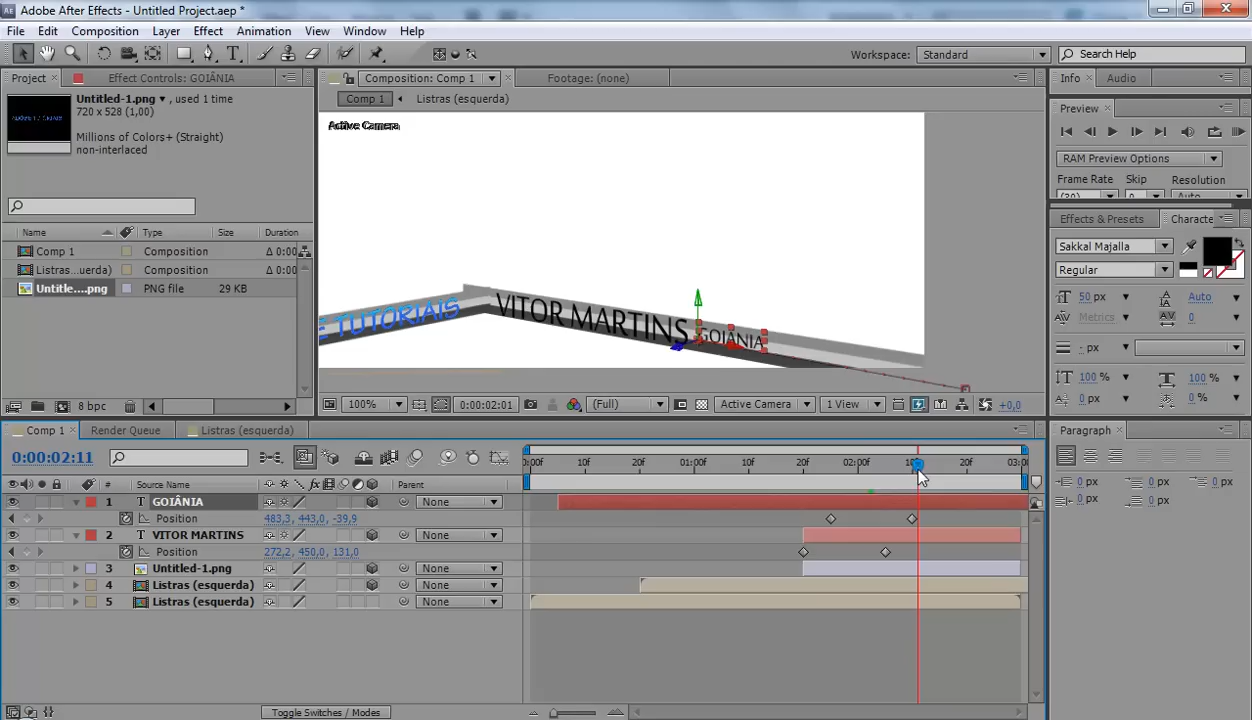 Adobe After Effects - Untitled Project.aep *
File Edit Composition Layer Effect Animation View Window Help
Workspace: Standard Search Help
Project Effect Controls: GOIÂNIA Composition: Comp 1 Footage: (none) Info Audio
Comp 1 Listras (esquerda)
Untitled-1.png , used 1 time
720 x 528 (1,00)
Millions of Colors+ (Straight)
non-interlaced
Active Camera
Preview
RAM Preview Options
Frame Rate Skip Resolution
(30) Auto
Effects & Presets Characte
Name Type Size Duration
Comp 1 Composition Δ 0:00
Listras...uerda) Composition Δ 0:00
Untitle....png PNG file 29 KB
E TUTORIAIS VITOR MARTINS GOIÂNIA
Sakkal Majalla
Regular
50 px Auto
Metrics 0
- px
100 % 100 %
0 px 0 %
8 bpc 100% 0:00:02:01 (Full) Active Camera 1 View +0,0
Comp 1 Render Queue Listras (esquerda) Paragraph
0:00:02:11
0:00f 10f 20f 01:00f 10f 20f 02:00f 10f 20f 03:00
# Source Name Parent
1 T GOIÂNIA None
Position 483,3, 443,0, -39,9
2 T VITOR MARTINS None
Position 272,2, 450,0, 131,0
3 Untitled-1.png None
4 Listras (esquerda) None
5 Listras (esquerda) None
0 px 0 px 0 px
0 px 0 px
Toggle Switches / Modes